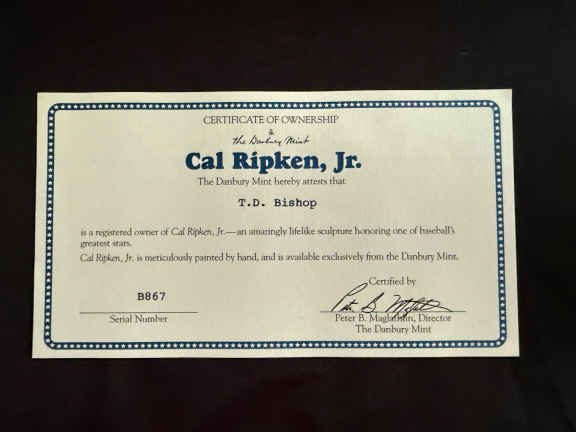 CERTIFICATE OF OWNERSHIP
the Danbury Mint
Cal Ripken, Jr.
The Danbury Mint hereby attests that
T.D. Bishop
is a registered owner of Cal Ripken, Jr.—an amazingly lifelike sculpture honoring one of baseball's
greatest stars.
Cal Ripken, Jr. is meticulously painted by hand, and is available exclusively from the Danbury Mint.
Certified by
B867
Serial Number
Peter B. Maglathlin, Director
The Danbury Mint